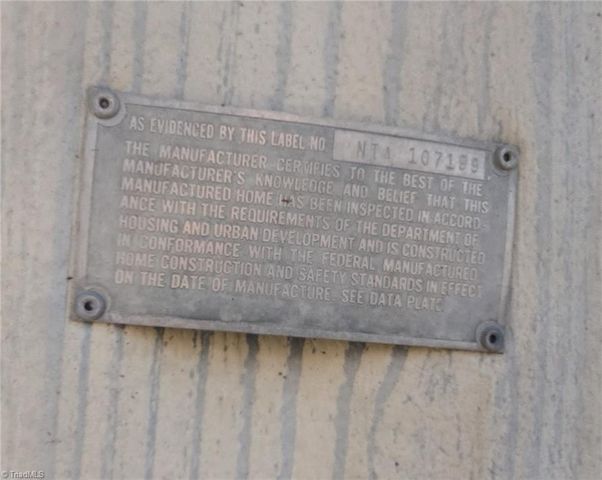 AS EVIDENCED BY THIS LABEL NO. NTA 107199
THE MANUFACTURER CERTIFIES TO THE BEST OF THE
MANUFACTURER'S KNOWLEDGE AND BELIEF THAT THIS
MANUFACTURED HOME HAS BEEN INSPECTED IN ACCORD-
ANCE WITH THE REQUIREMENTS OF THE DEPARTMENT OF
HOUSING AND URBAN DEVELOPMENT AND IS CONSTRUCTED
IN CONFORMANCE WITH THE FEDERAL MANUFACTURED
HOME CONSTRUCTION AND SAFETY STANDARDS IN EFFECT
ON THE DATE OF MANUFACTURE. SEE DATA PLATE
© TriadMLS